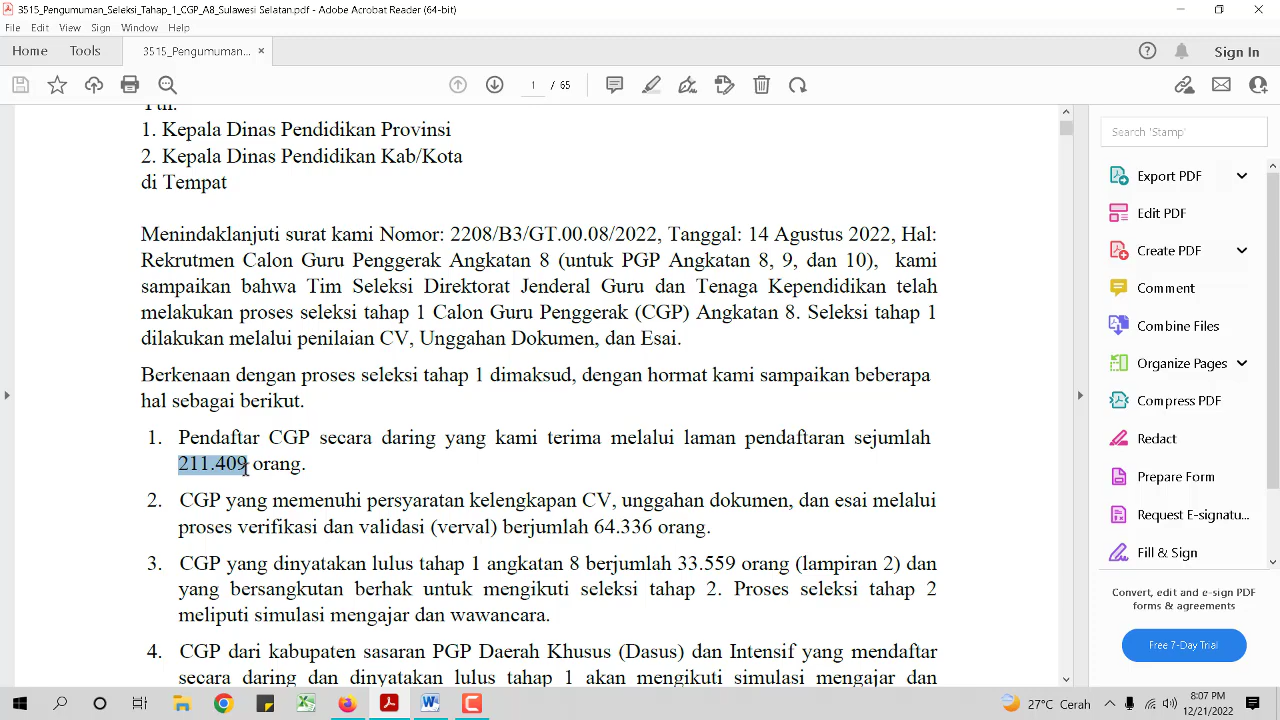 3515_Pengumuman_Seleksi_Tahap_1_CGP_A8_Sulawesi Selatan.pdf - Adobe Acrobat Reader (64-bit)
File Edit View Sign Window Help
Home Tools 3515_Pengumuman... × Sign In
1 / 65
1. Kepala Dinas Pendidikan Provinsi
2. Kepala Dinas Pendidikan Kab/Kota
di Tempat
Menindaklanjuti surat kami Nomor: 2208/B3/GT.00.08/2022, Tanggal: 14 Agustus 2022, Hal:
Rekrutmen Calon Guru Penggerak Angkatan 8 (untuk PGP Angkatan 8, 9, dan 10), kami
sampaikan bahwa Tim Seleksi Direktorat Jenderal Guru dan Tenaga Kependidikan telah
melakukan proses seleksi tahap 1 Calon Guru Penggerak (CGP) Angkatan 8. Seleksi tahap 1
dilakukan melalui penilaian CV, Unggahan Dokumen, dan Esai.
Berkenaan dengan proses seleksi tahap 1 dimaksud, dengan hormat kami sampaikan beberapa
hal sebagai berikut.
1. Pendaftar CGP secara daring yang kami terima melalui laman pendaftaran sejumlah
211.409 orang.
2. CGP yang memenuhi persyaratan kelengkapan CV, unggahan dokumen, dan esai melalui
proses verifikasi dan validasi (verval) berjumlah 64.336 orang.
3. CGP yang dinyatakan lulus tahap 1 angkatan 8 berjumlah 33.559 orang (lampiran 2) dan
yang bersangkutan berhak untuk mengikuti seleksi tahap 2. Proses seleksi tahap 2
meliputi simulasi mengajar dan wawancara.
4. CGP dari kabupaten sasaran PGP Daerah Khusus (Dasus) dan Intensif yang mendaftar
secara daring dan dinyatakan lulus tahap 1 akan mengikuti simulasi mengajar dan
Search 'Stamp'
Export PDF
Edit PDF
Create PDF
Comment
Combine Files
Organize Pages
Compress PDF
Redact
Prepare Form
Request E-signatu...
Fill & Sign
Convert, edit and e-sign PDF
forms & agreements
Free 7-Day Trial
27°C Cerah
8:07 PM
12/21/2022